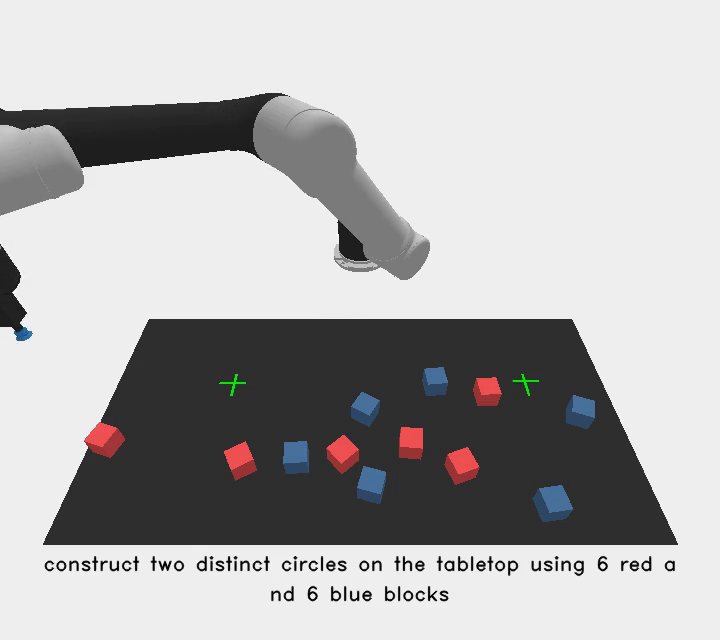 construct two distinct circles on the tabletop using 6 red a
nd 6 blue blocks